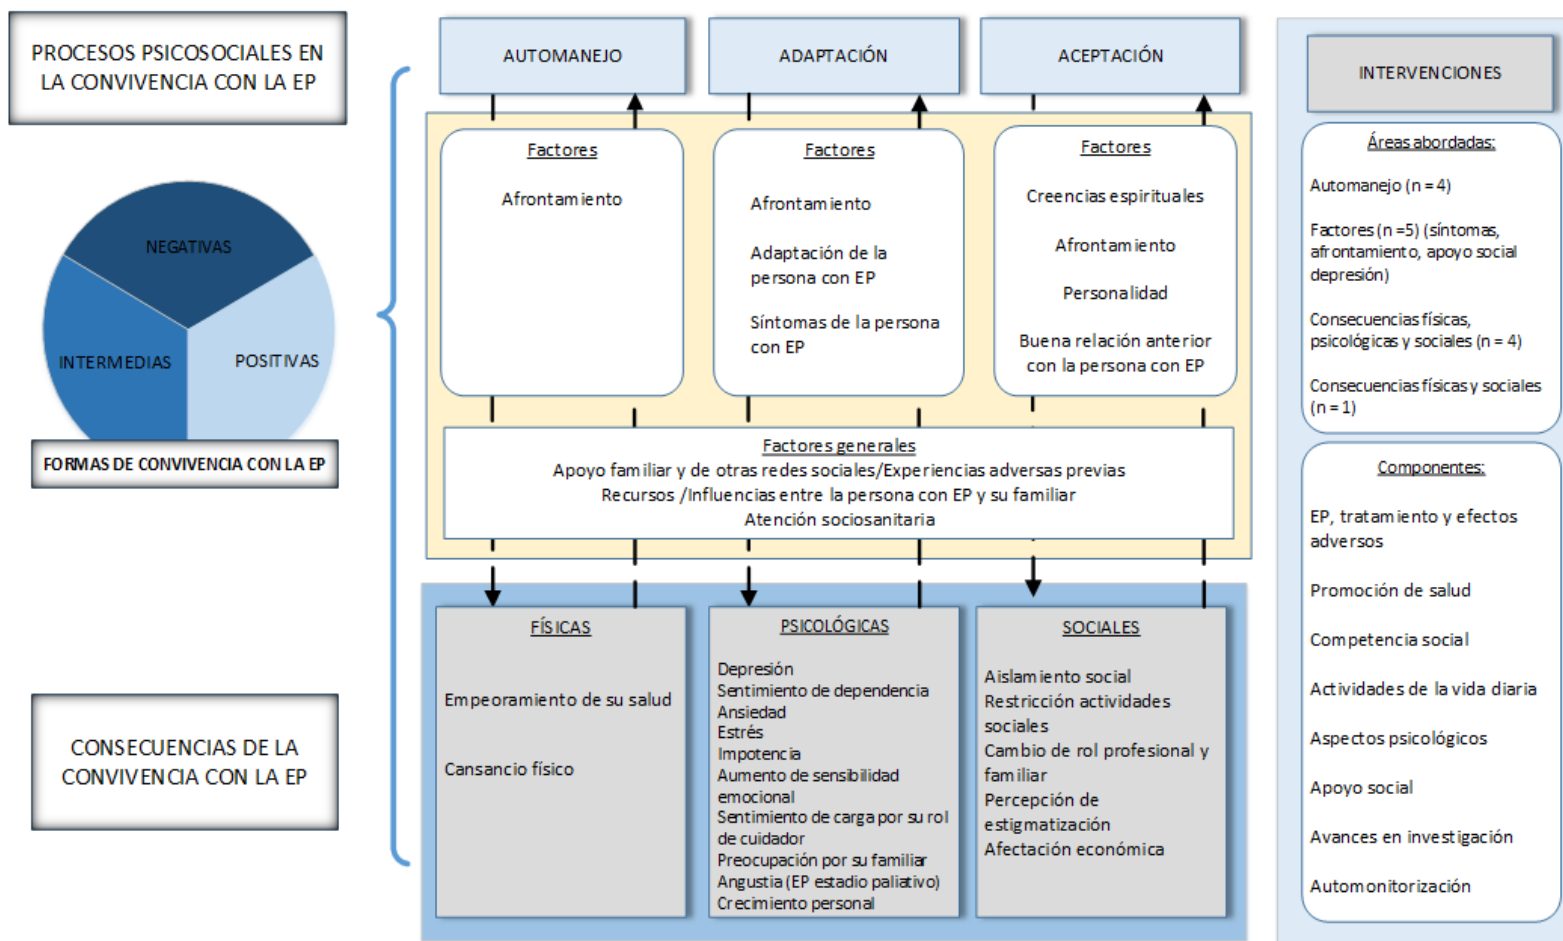 PROCESOS PSICOSOCIALES EN
LA CONVIVENCIA CON LA EP
NEGATIVAS
INTERMEDIAS
POSITIVAS
FORMAS DE CONVIVENCIA CON LA EP
CONSECUENCIAS DE LA
CONVIVENCIA CON LA EP
AUTOMANEJO
ADAPTACIÓN
ACEPTACIÓN
Factores
Afrontamiento
Factores
Afrontamiento
Adaptación de la
persona con EP
Síntomas de la persona
con EP
Factores
Creencias espirituales
Afrontamiento
Personalidad
Buena relación anterior
con la persona con EP
Factores generales
Apoyo familiar y de otras redes sociales/Experiencias adversas previas
Recursos /Influencias entre la persona con EP y su familiar
Atención sociosanitaria
FÍSICAS
Empeoramiento de su salud
Cansancio físico
PSICOLÓGICAS
Depresión
Sentimiento de dependencia
Ansiedad
Estrés
Impotencia
Aumento de sensibilidad
emocional
Sentimiento de carga por su rol
de cuidador
Preocupación por su familiar
Angustia (EP estadio paliativo)
Crecimiento personal
SOCIALES
Aislamiento social
Restricción actividades
sociales
Cambio de rol profesional y
familiar
Percepción de
estigmatización
Afectación económica
INTERVENCIONES
Áreas abordadas:
Automanejo (n = 4)
Factores (n =5) (síntomas,
afrontamiento, apoyo social
depresión)
Consecuencias físicas,
psicológicas y sociales (n = 4)
Consecuencias físicas y sociales
(n = 1)
Componentes:
EP, tratamiento y efectos
adversos
Promoción de salud
Competencia social
Actividades de la vida diaria
Aspectos psicológicos
Apoyo social
Avances en investigación
Automonitorización